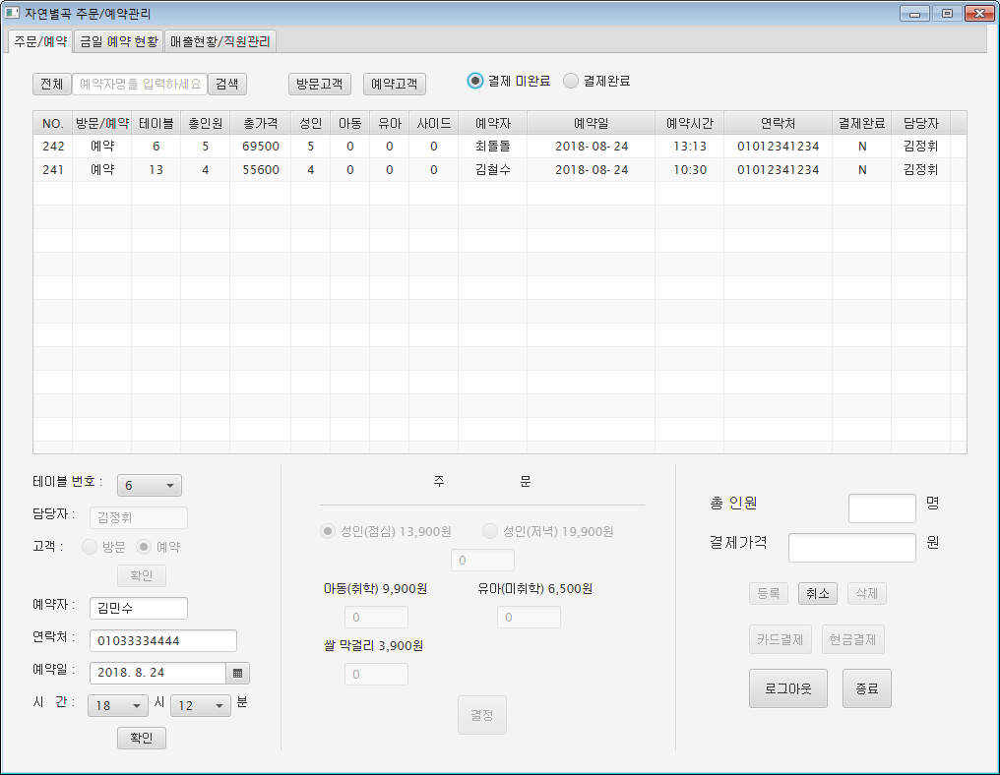 자연별곡 주문/예약관리
주문/예약 금일 예약 현황 매출현황/직원관리
전체 예약자명을 입력하세요 검색 방문고객 예약고객 결제 미완료 결제완료
NO. 방문/예약 테이블 총인원 총가격 성인 아동 유아 사이드 예약자 예약일 예약시간 연락처 결제완료 담당자
242 예약 6 5 69500 5 0 0 0 최돌돌 2018-08-24 13:13 01012341234 N 김정휘
241 예약 13 4 55600 4 0 0 0 김철수 2018-08-24 10:30 01012341234 N 김정휘
테이블 번호 : 6
담당자 : 김정휘
고객 : 방문 예약
확인
예약자 : 김민수
연락처 : 01033334444
예약일 : 2018. 8. 24
시 간 : 18 시 12 분
확인
주 문
성인(점심) 13,900원 성인(저녁) 19,900원
0
아동(취학) 9,900원 유아(미취학) 6,500원
0 0
쌀 막걸리 3,900원
0
결정
총 인원 명
결제가격 원
등록 취소 삭제
카드결제 현금결제
로그아웃 종료